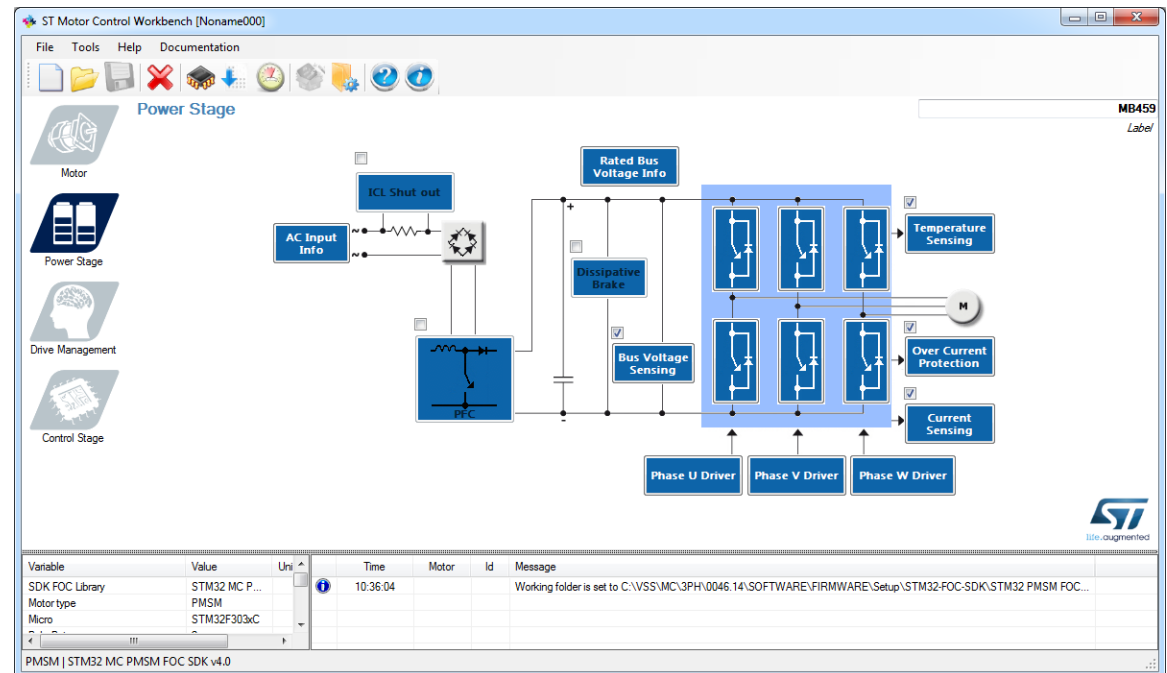 ST Motor Control Workbench [Noname000]
File Tools Help Documentation
Power Stage
MB459
Label
Motor
Power Stage
Drive Management
Control Stage
ICL Shut out
AC Input
Info
~
~
Rated Bus
Voltage Info
+
Dissipative
Brake
Bus Voltage
Sensing
-
PFC
Temperature
Sensing
M
Over Current
Protection
Current
Sensing
Phase U Driver
Phase V Driver
Phase W Driver
ST
life.augmented
Variable Value Uni
SDK FOC Library STM32 MC P...
Motor type PMSM
Micro STM32F303xC
Time Motor Id Message
10:36:04 Working folder is set to C:\VSS\MC\3PH\0046.14\SOFTWARE\FIRMWARE\Setup\STM32-FOC-SDK\STM32 PMSM FOC...
PMSM | STM32 MC PMSM FOC SDK v4.0